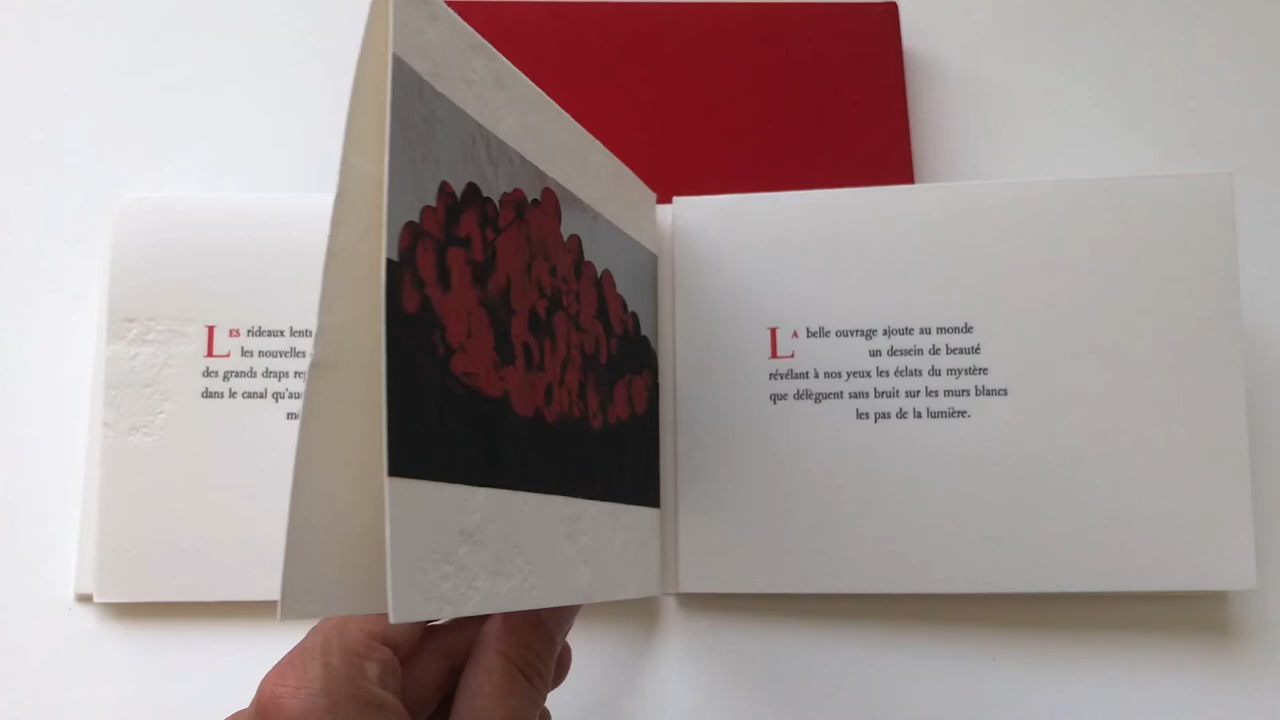 LES rideaux lents
les nouvelles
des grands draps
dans le canal
LA belle ouvrage ajoute au monde
un dessein de beauté
révélant à nos yeux les éclats du mystère
que délèguent sans bruit sur les murs blancs
les pas de la lumière.